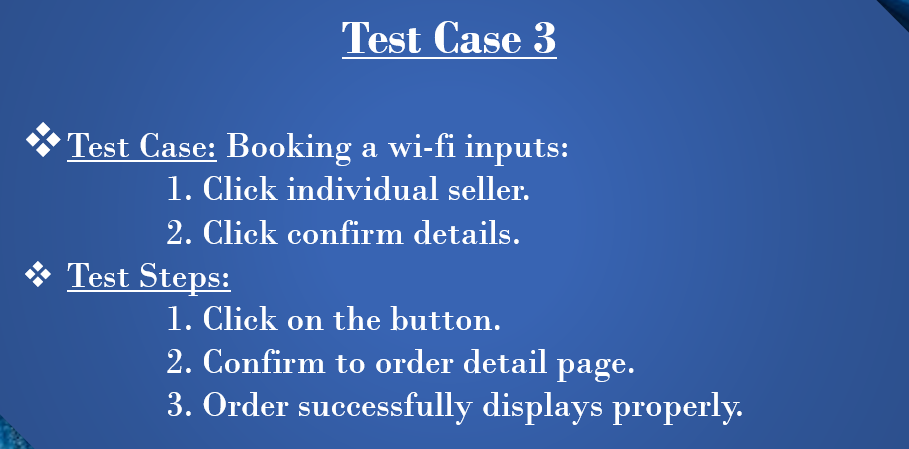 Test Case 3
Test Case: Booking a wi-fi inputs:
1. Click individual seller.
2. Click confirm details.
Test Steps:
1. Click on the button.
2. Confirm to order detail page.
3. Order successfully displays properly.